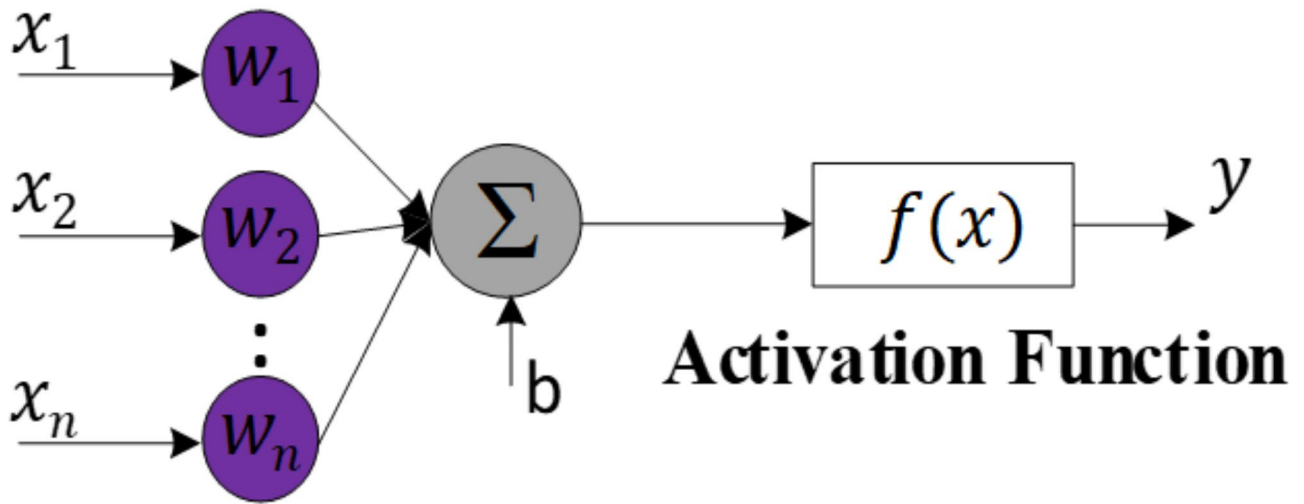 x₁
w₁
x₂
w₂
Σ
f(x)
y
b
Activation Function
xₙ
wₙ